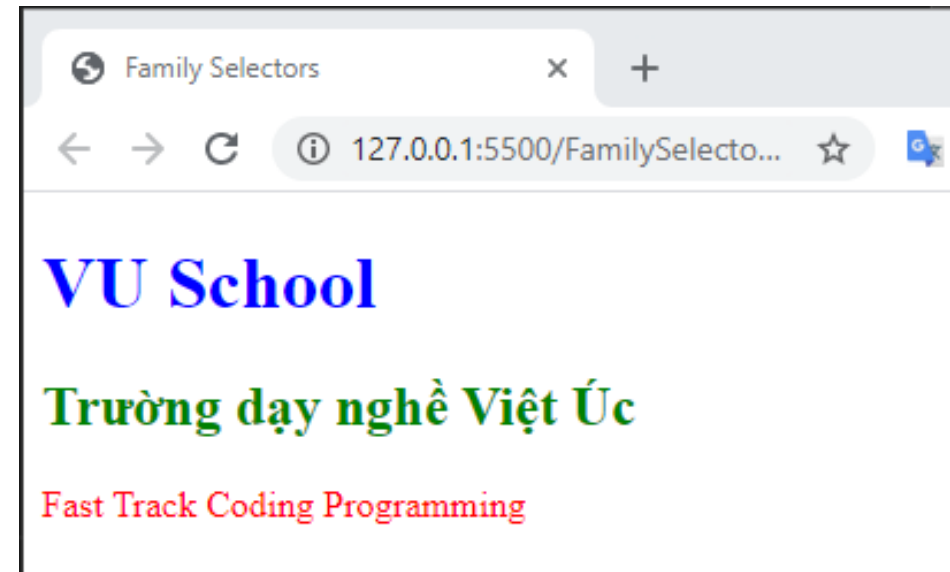 Family Selectors
127.0.0.1:5500/FamilySelecto...
VU School
Trường dạy nghề Việt Úc
Fast Track Coding Programming